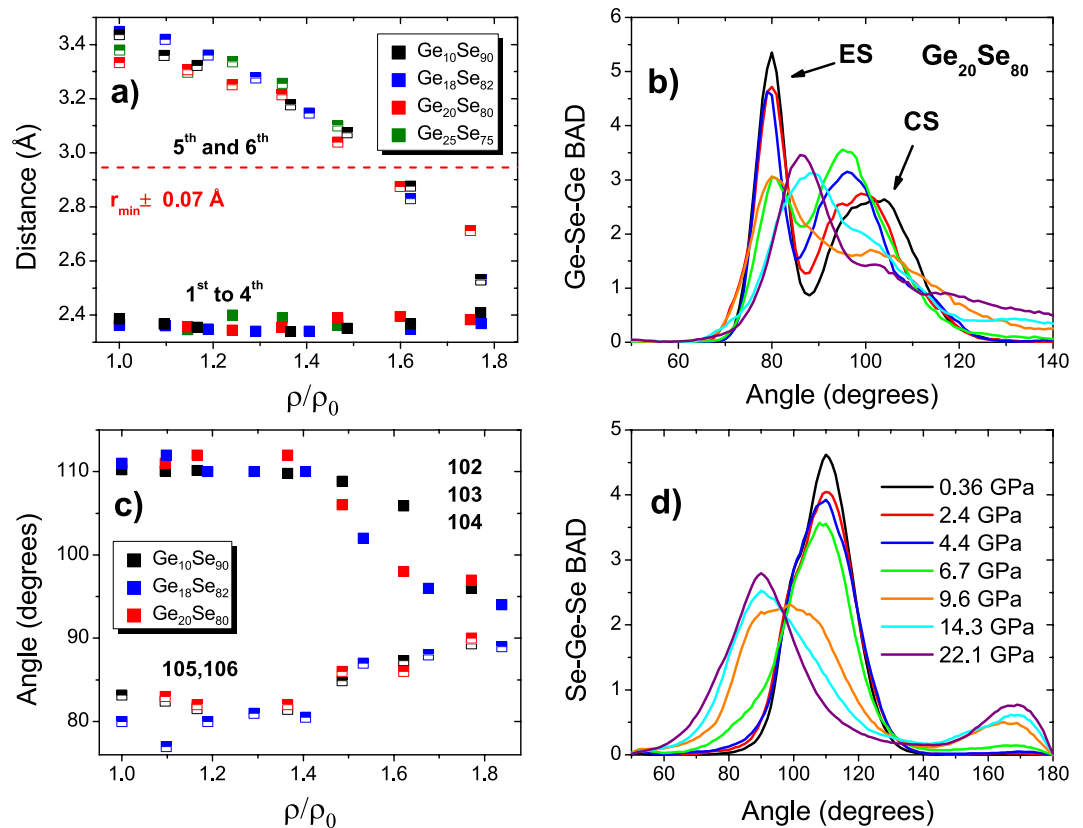 a)
3.4
3.2
3.0
2.8
2.6
2.4
Distance (Å)
Ge10Se90
Ge18Se82
Ge20Se80
Ge25Se75
5th and 6th
rmin± 0.07 Å
1st to 4th
1.0 1.2 1.4 1.6 1.8
ρ/ρ0
b)
ES
Ge20Se80
CS
Ge-Se-Ge BAD
5
4
3
2
1
0
60 80 100 120 140
Angle (degrees)
c)
110
100
90
80
Angle (degrees)
102
103
104
Ge10Se90
Ge18Se82
Ge20Se80
105,106
1.0 1.2 1.4 1.6 1.8
ρ/ρ0
d)
Se-Ge-Se BAD
5
4
3
2
1
0
0.36 GPa
2.4 GPa
4.4 GPa
6.7 GPa
9.6 GPa
14.3 GPa
22.1 GPa
60 80 100 120 140 160 180
Angle (degrees)